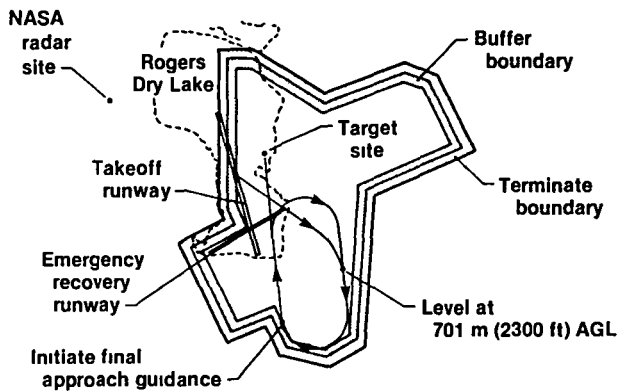 NASA
radar
site
Rogers
Dry Lake
Buffer
boundary
Target
site
Takeoff
runway
Terminate
boundary
Emergency
recovery
runway
Level at
701 m (2300 ft) AGL
Initiate final
approach guidance